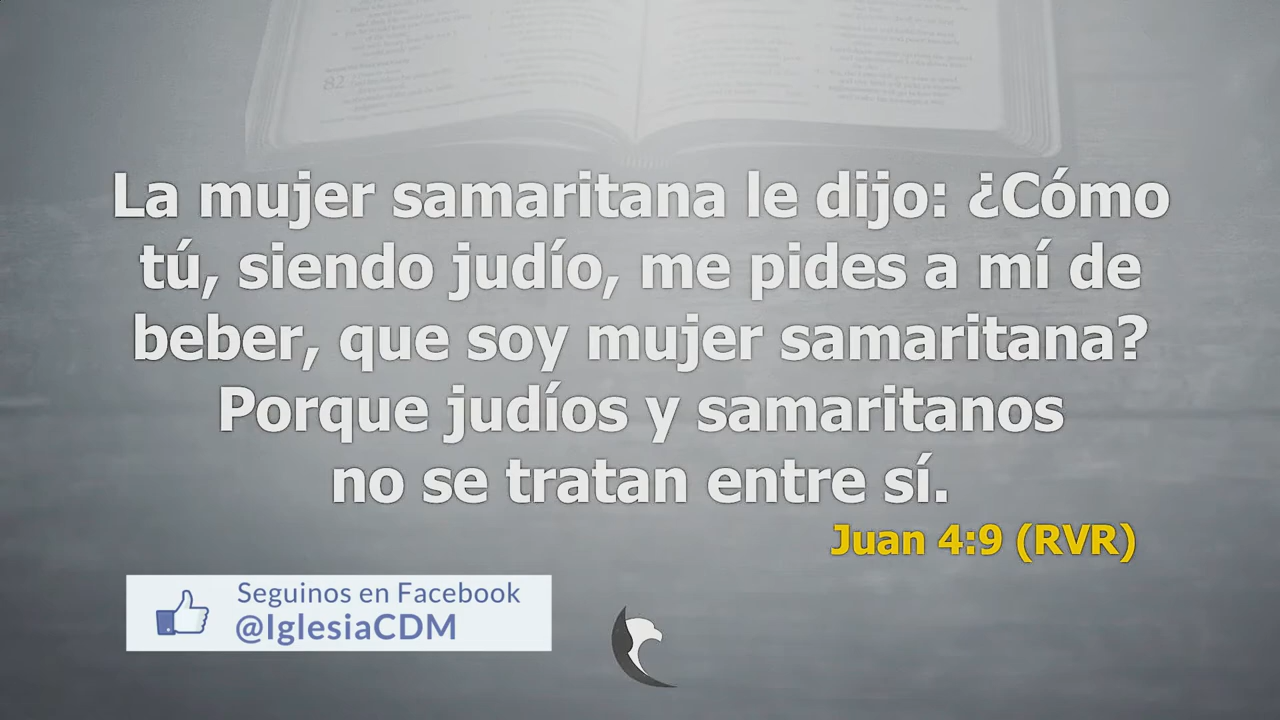 La mujer samaritana le dijo: ¿Cómo
tú, siendo judío, me pides a mí de
beber, que soy mujer samaritana?
Porque judíos y samaritanos
no se tratan entre sí.
Juan 4:9 (RVR)
Seguinos en Facebook
@IglesiaCDM
82